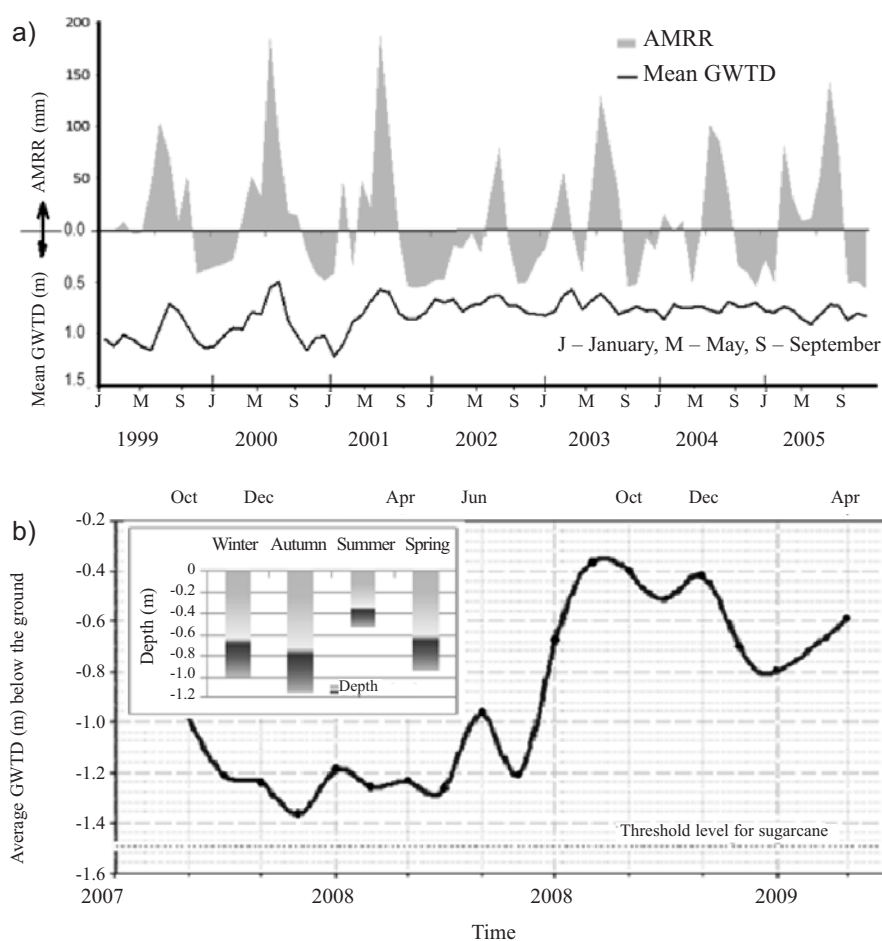 a)
AMRR
Mean GWTD
AMRR (mm)
Mean GWTD (m)
200
150
100
50
0.0
0.5
1.0
1.5
J – January, M – May, S – September
J M S J M S J M S J M S J M S J M S J M S
1999 2000 2001 2002 2003 2004 2005
b)
Oct Dec Apr Jun Oct Dec Apr
Average GWTD (m) below the ground
-0.2
-0.4
-0.6
-0.8
-1.0
-1.2
-1.4
-1.6
Winter Autumn Summer Spring
Depth (m)
0
-0.2
-0.4
-0.6
-0.8
-1.0
-1.2
Depth
Threshold level for sugarcane
2007 2008 2008 2009
Time